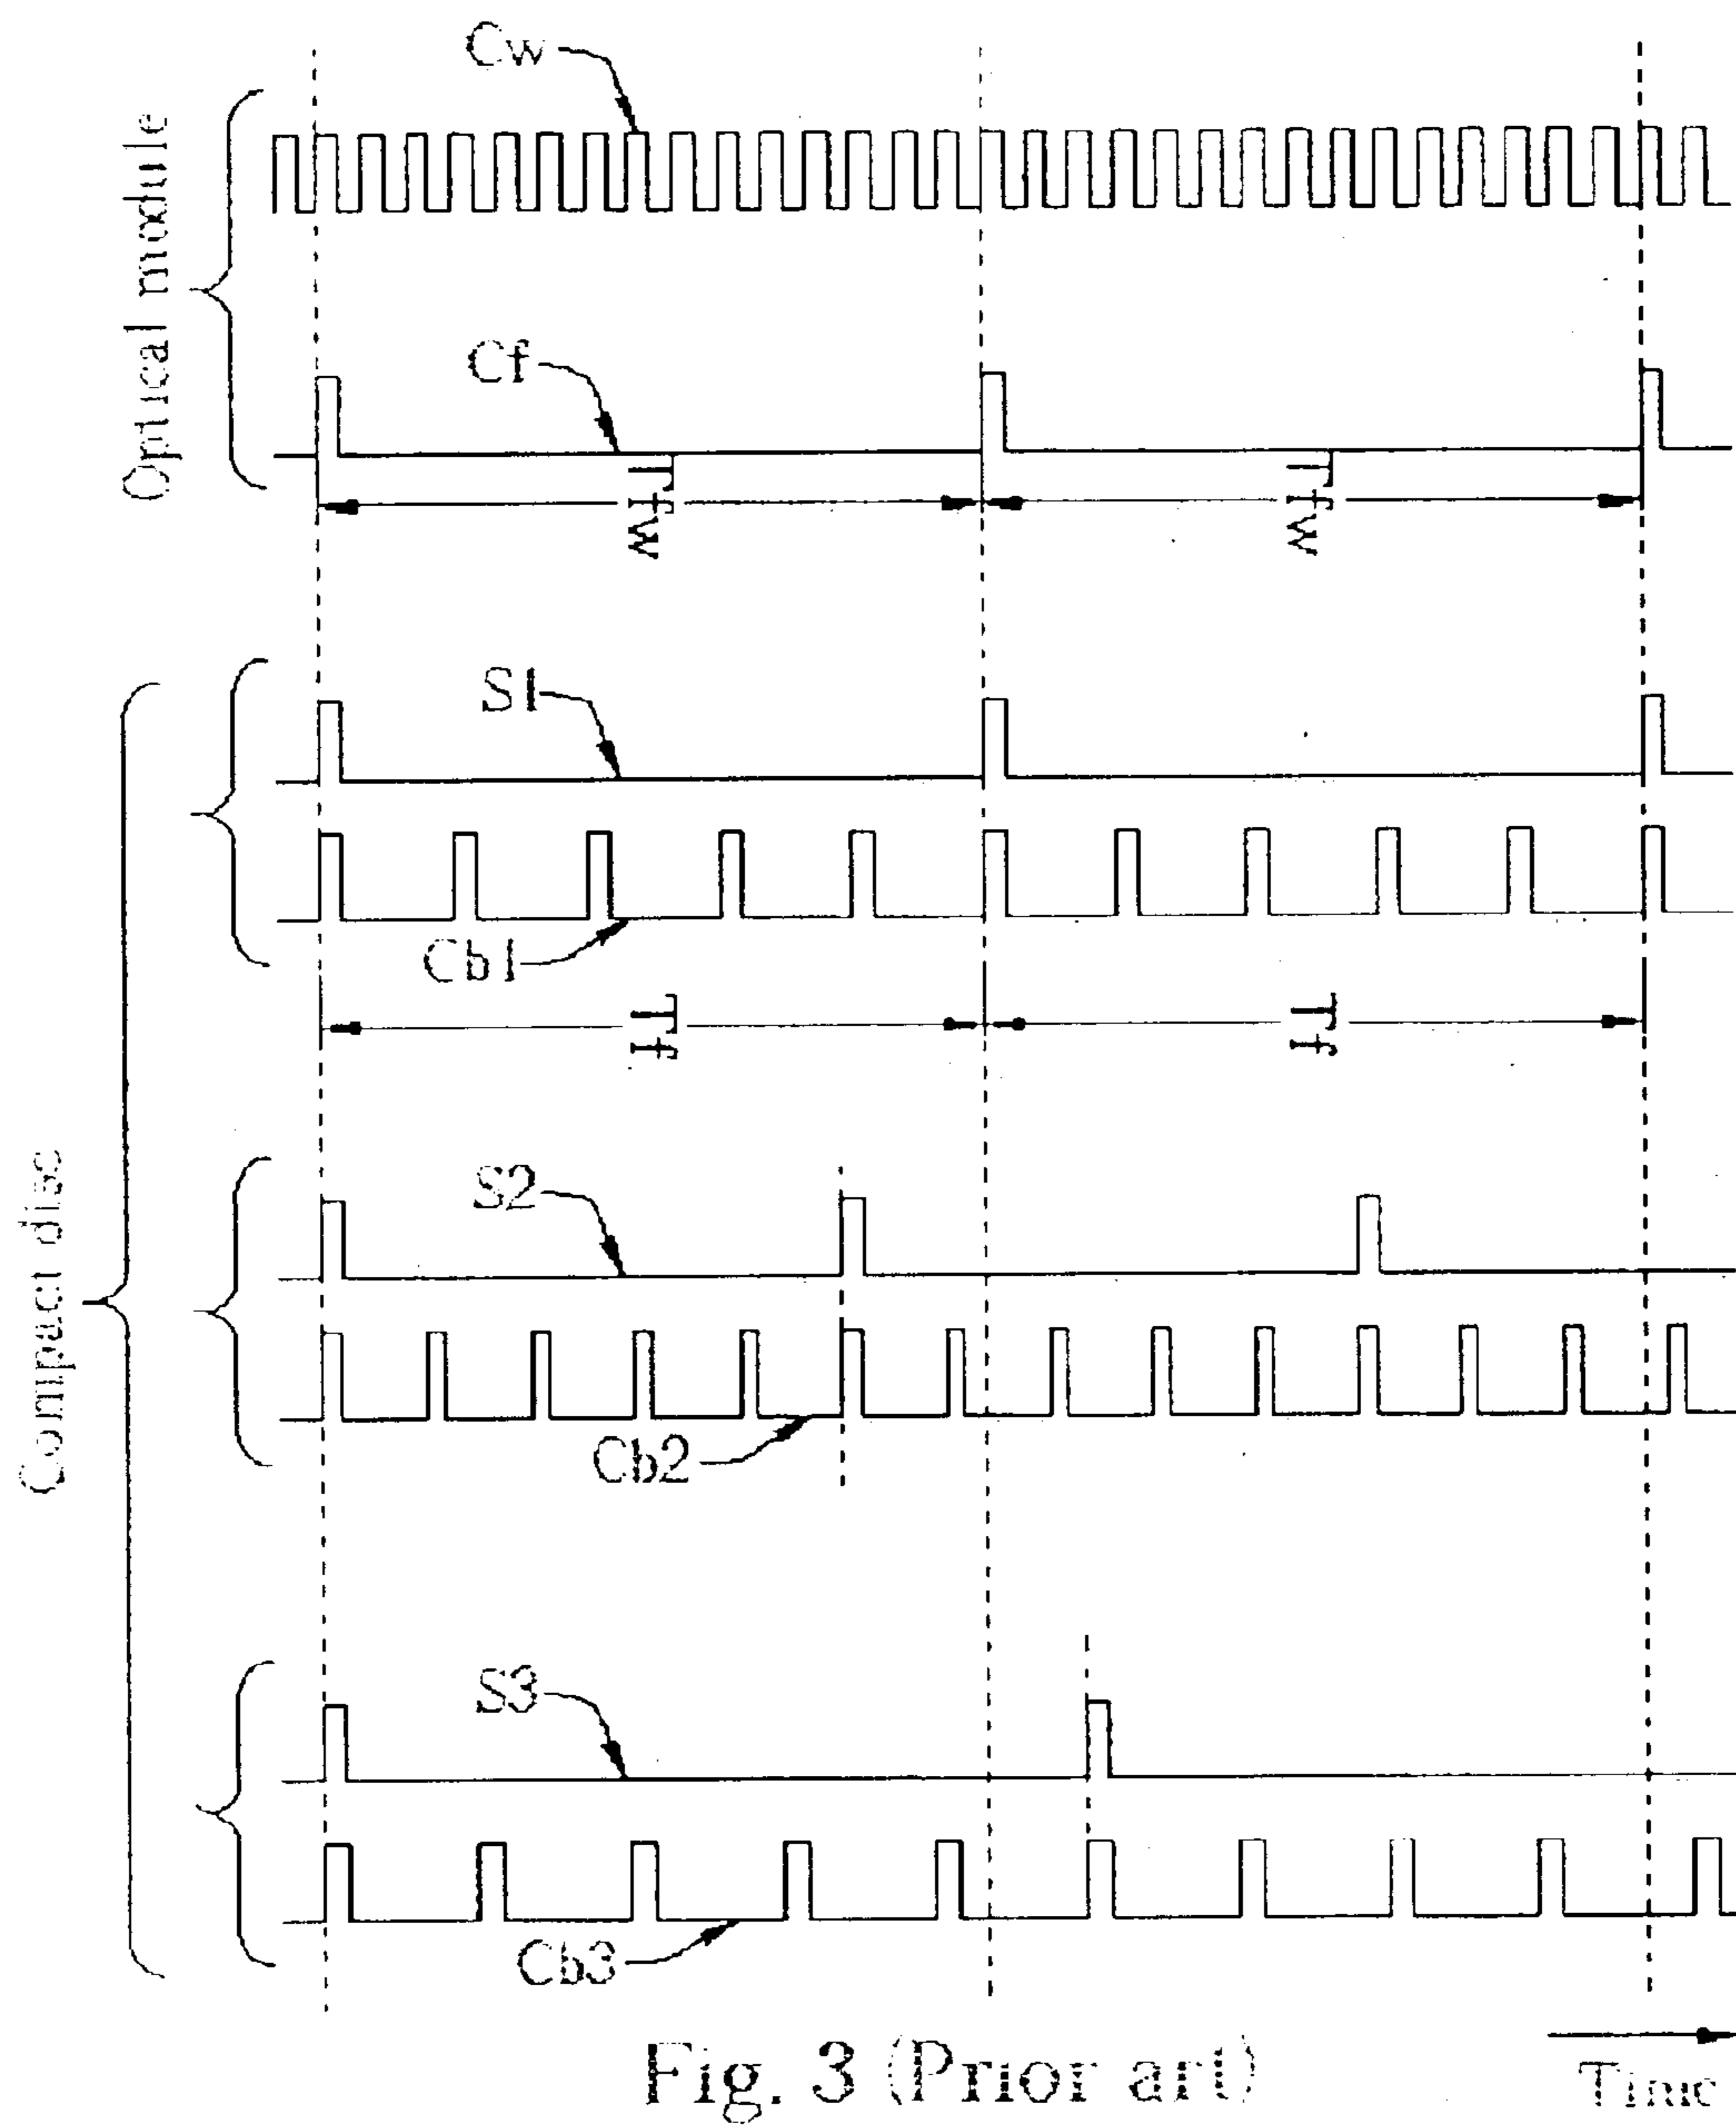 Optical module
Cw
Cf
Tfw
Tfw
Compact disc
S1
Cb1
Tf
Tf
S2
Cb2
S3
Cb3
Time
Fig. 3 (Prior art)